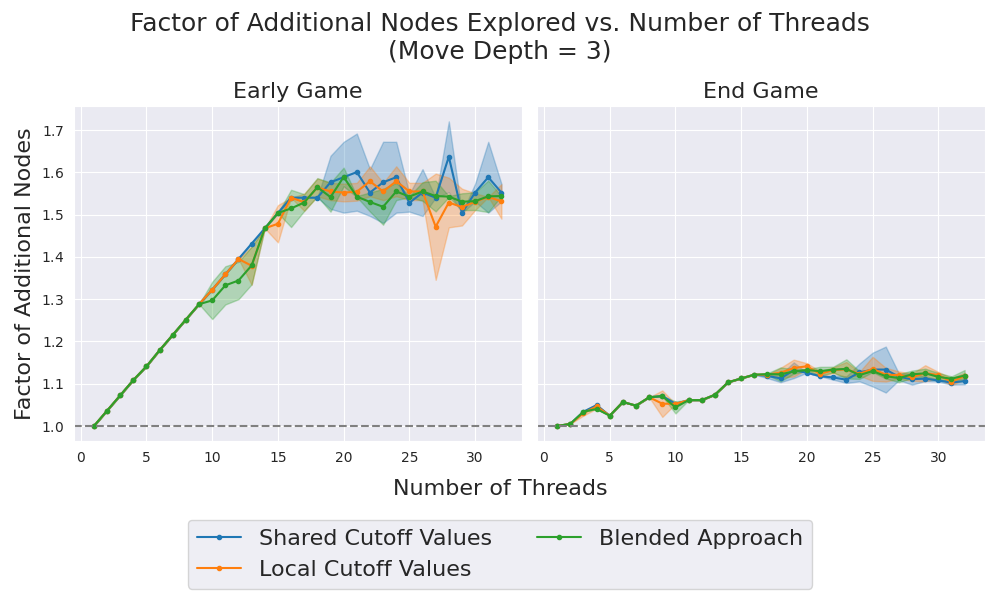 Factor of Additional Nodes Explored vs. Number of Threads
(Move Depth = 3)
Early Game
End Game
Factor of Additional Nodes
1.7
1.6
1.5
1.4
1.3
1.2
1.1
1.0
0 5 10 15 20 25 30
0 5 10 15 20 25 30
Number of Threads
Shared Cutoff Values
Local Cutoff Values
Blended Approach